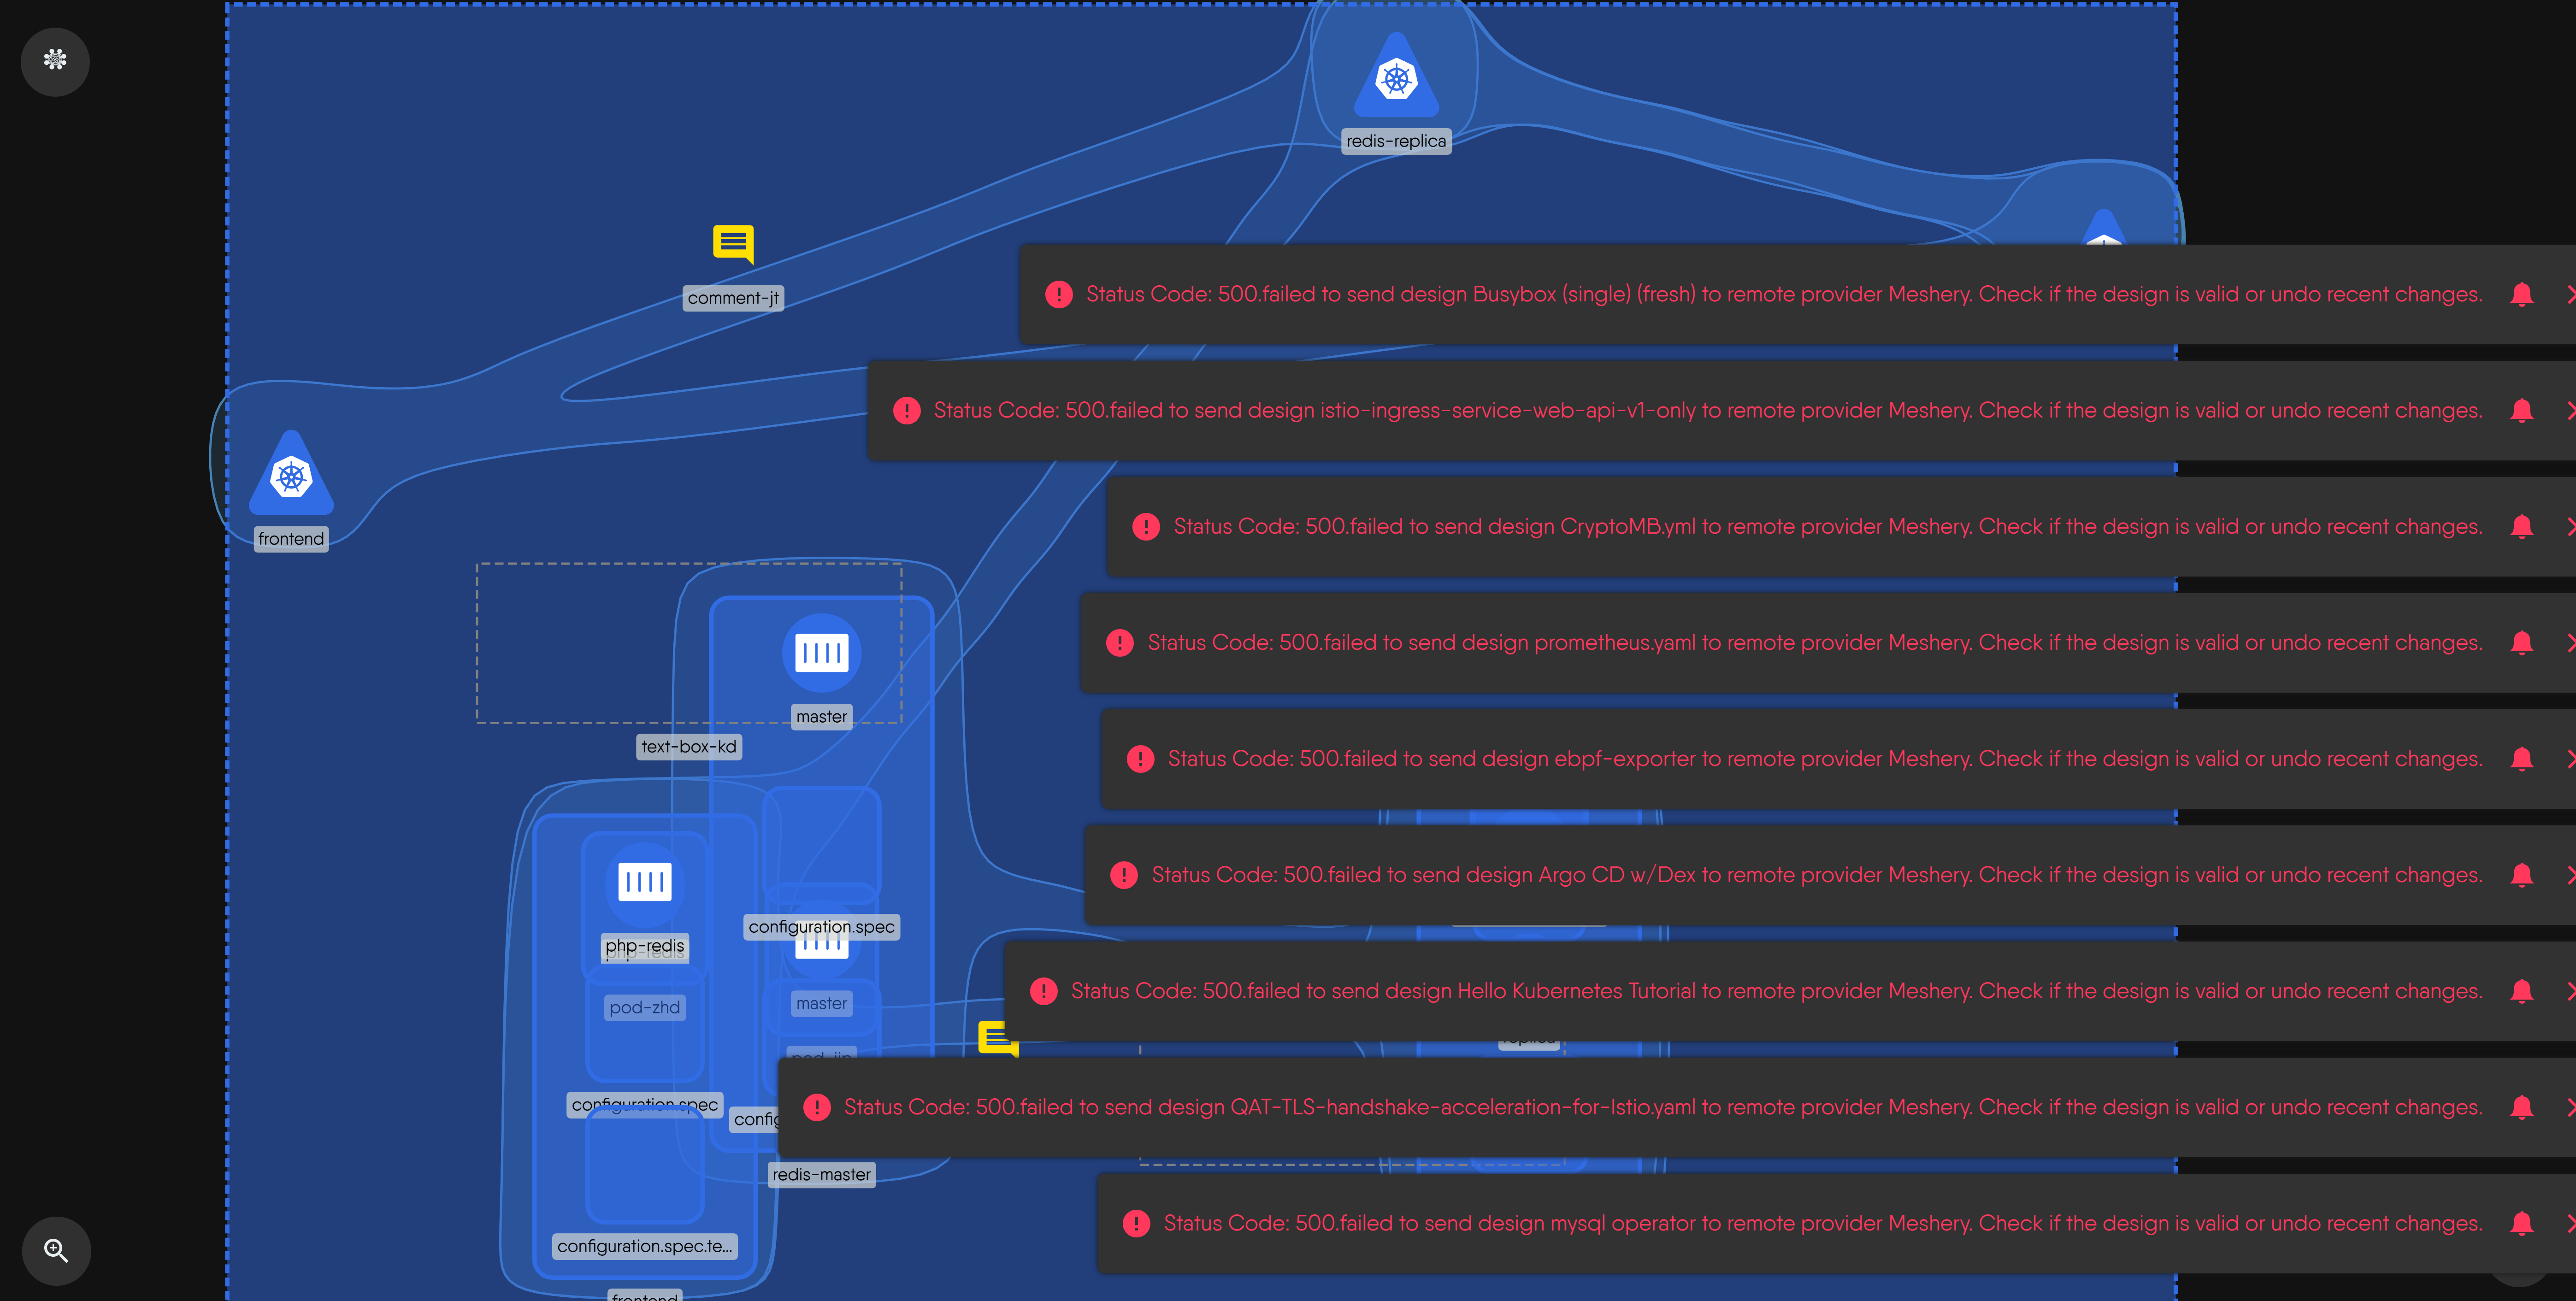 redis-replica
comment-jt
Status Code: 500.failed to send design Busybox (single) (fresh) to remote provider Meshery. Check if the design is valid or undo recent changes.
Status Code: 500.failed to send design istio-ingress-service-web-api-v1-only to remote provider Meshery. Check if the design is valid or undo recent changes.
frontend
Status Code: 500.failed to send design CryptoMB.yml to remote provider Meshery. Check if the design is valid or undo recent changes.
Status Code: 500.failed to send design prometheus.yaml to remote provider Meshery. Check if the design is valid or undo recent changes.
master
text-box-kd
Status Code: 500.failed to send design ebpf-exporter to remote provider Meshery. Check if the design is valid or undo recent changes.
Status Code: 500.failed to send design Argo CD w/Dex to remote provider Meshery. Check if the design is valid or undo recent changes.
configuration.spec
php-redis
Status Code: 500.failed to send design Hello Kubernetes Tutorial to remote provider Meshery. Check if the design is valid or undo recent changes.
master
pod-zhd
replica
configuration.spec
Status Code: 500.failed to send design QAT-TLS-handshake-acceleration-for-Istio.yaml to remote provider Meshery. Check if the design is valid or undo recent changes.
config
redis-master
Status Code: 500.failed to send design mysql operator to remote provider Meshery. Check if the design is valid or undo recent changes.
configuration.spec.te...
frontend